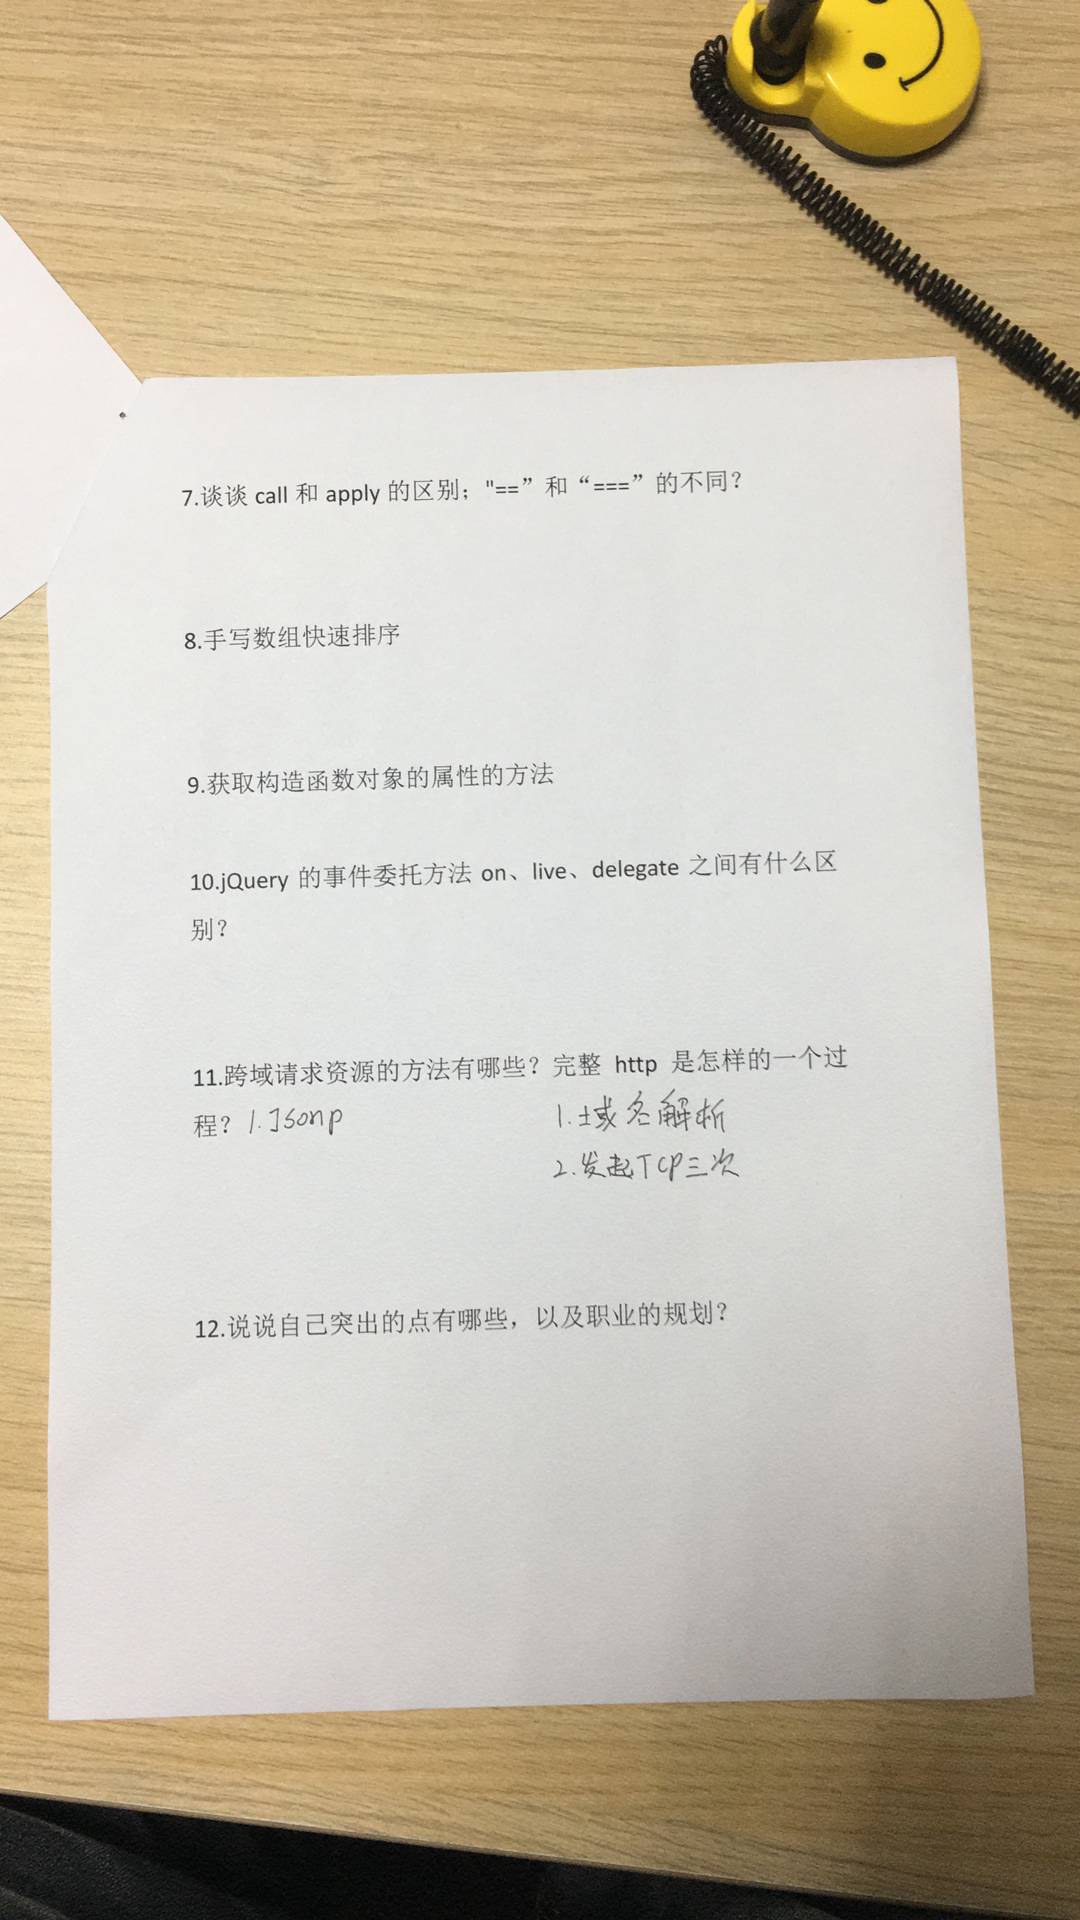 7.谈谈 call 和 apply 的区别；"==”和“===”的不同？
8.手写数组快速排序
9.获取构造函数对象的属性的方法
10.jQuery 的事件委托方法 on、live、delegate 之间有什么区
别？
11.跨域请求资源的方法有哪些？完整 http 是怎样的一个过
程？ 1.Jsonp 1.域名解析
2.发起TCP三次
12.说说自己突出的点有哪些，以及职业的规划？